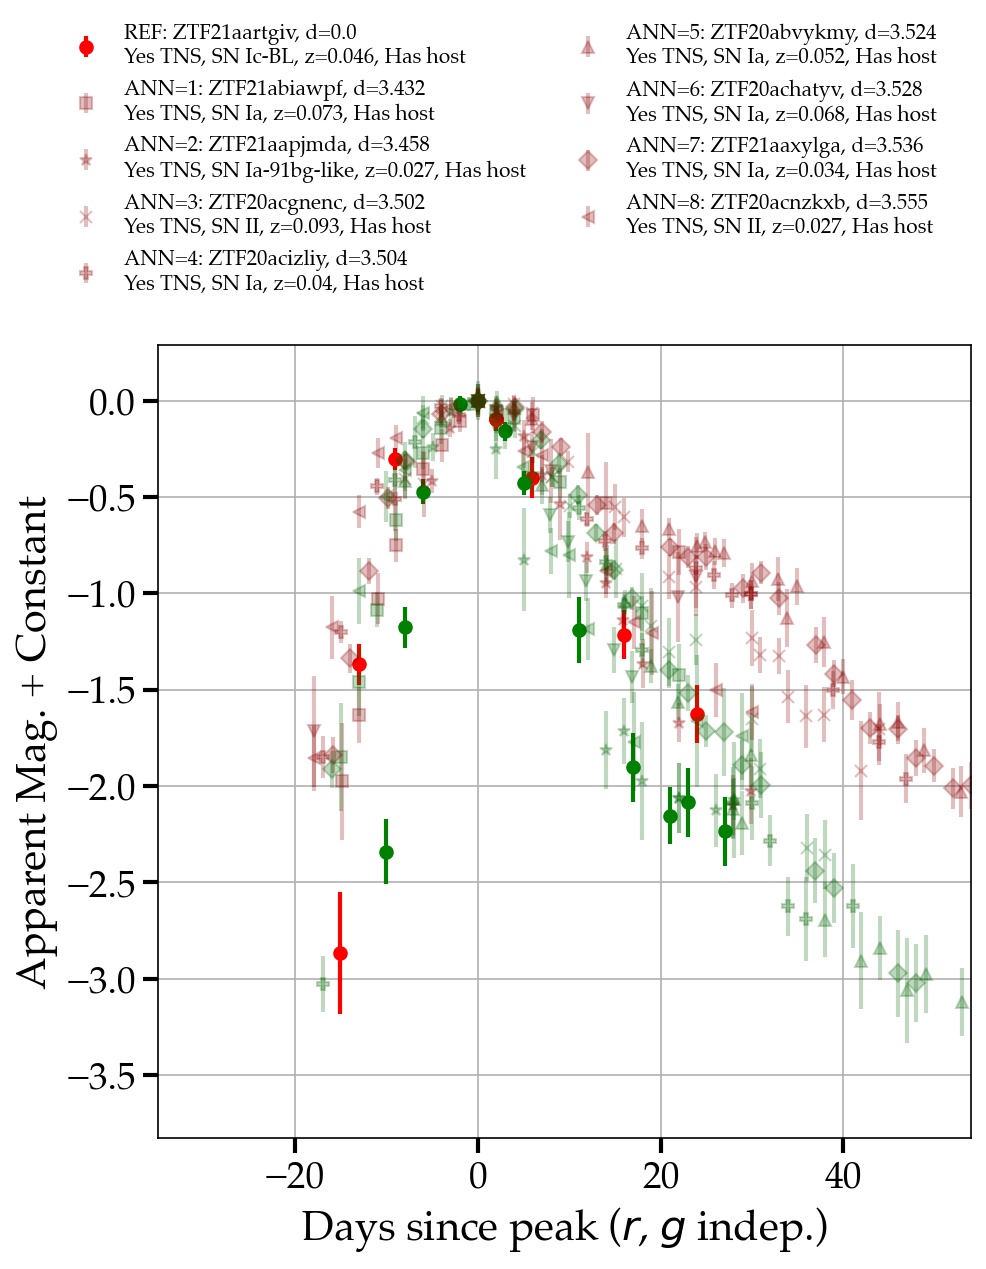 REF: ZTF21aartgiv, d=0.0
Yes TNS, SN Ic-BL, z=0.046, Has host
ANN=1: ZTF21abiawpf, d=3.432
Yes TNS, SN Ia, z=0.073, Has host
ANN=2: ZTF21aapjmda, d=3.458
Yes TNS, SN Ia-91bg-like, z=0.027, Has host
ANN=3: ZTF20acgnenc, d=3.502
Yes TNS, SN II, z=0.093, Has host
ANN=4: ZTF20acizliy, d=3.504
Yes TNS, SN Ia, z=0.04, Has host
ANN=5: ZTF20abvykmy, d=3.524
Yes TNS, SN Ia, z=0.052, Has host
ANN=6: ZTF20achatyv, d=3.528
Yes TNS, SN Ia, z=0.068, Has host
ANN=7: ZTF21aaxylga, d=3.536
Yes TNS, SN Ia, z=0.034, Has host
ANN=8: ZTF20acnzkxb, d=3.555
Yes TNS, SN II, z=0.027, Has host
Apparent Mag. + Constant
0.0
−0.5
−1.0
−1.5
−2.0
−2.5
−3.0
−3.5
−20
0
20
40
Days since peak (r, g indep.)